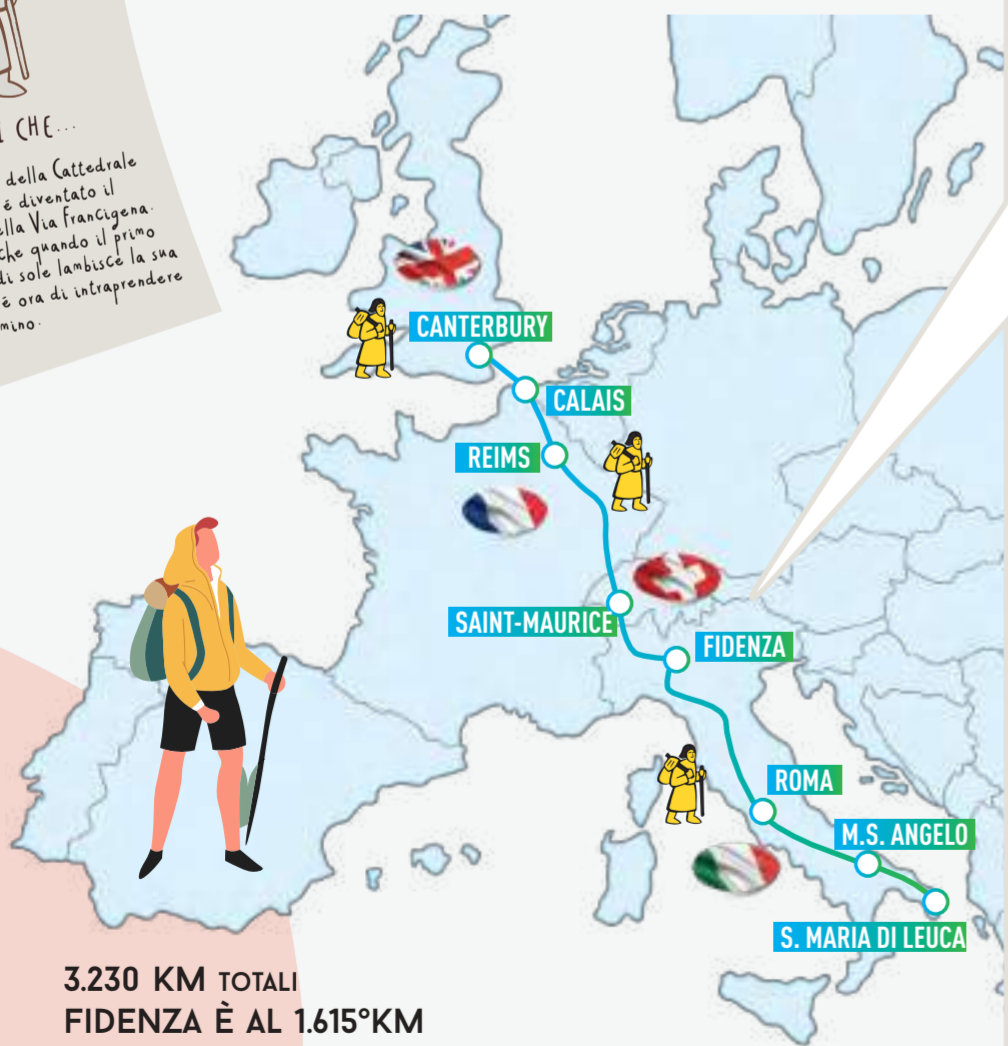 CHE...
della Cattedrale
é diventato il
ella Via Francigena.
che quando il primo
di sole lambisce la sua
é ora di intraprendere
mino.
CANTERBURY
CALAIS
REIMS
SAINT-MAURICE
FIDENZA
ROMA
M.S. ANGELO
S. MARIA DI LEUCA
3.230 KM TOTALI
FIDENZA È AL 1.615°KM